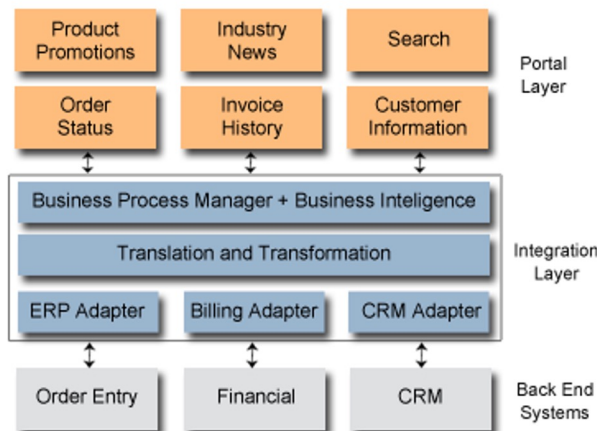 Product
Promotions
Industry
News
Search
Portal
Layer
Order
Status
Invoice
History
Customer
Information
Business Process Manager + Business Inteligence
Translation and Transformation
Integration
Layer
ERP Adapter
Billing Adapter
CRM Adapter
Order Entry
Financial
CRM
Back End
Systems